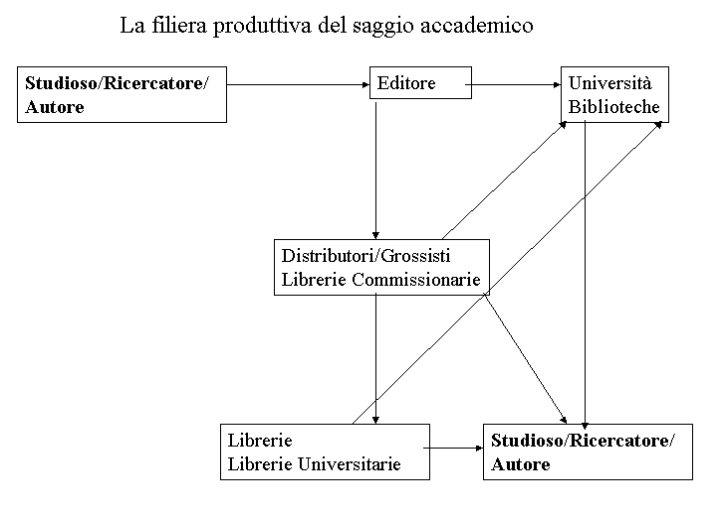 La filiera produttiva del saggio accademico
Studioso/Ricercatore/
Autore
Editore
Università
Biblioteche
Distributori/Grossisti
Librerie Commissionarie
Librerie
Librerie Universitarie
Studioso/Ricercatore/
Autore